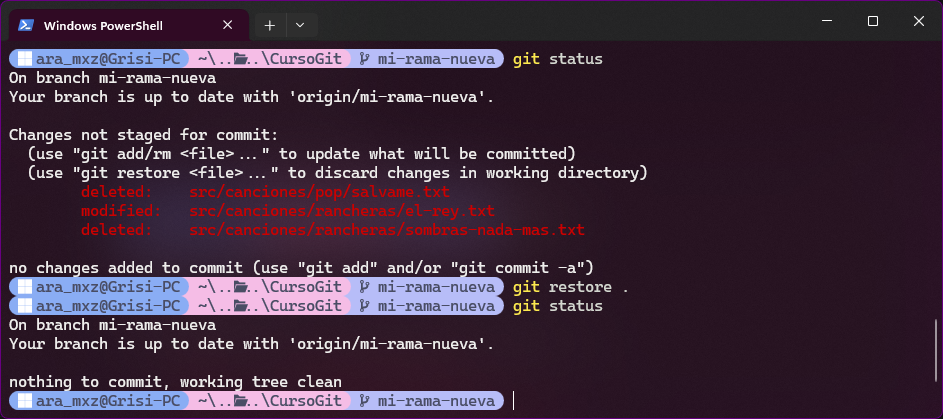 Windows PowerShell
ara_mxz@Grisi-PC ~\.. ..\CursoGit mi-rama-nueva git status
On branch mi-rama-nueva
Your branch is up to date with 'origin/mi-rama-nueva'.
Changes not staged for commit:
(use "git add/rm <file>..." to update what will be committed)
(use "git restore <file>..." to discard changes in working directory)
deleted: src/canciones/pop/salvame.txt
modified: src/canciones/rancheras/el-rey.txt
deleted: src/canciones/rancheras/sombras-nada-mas.txt
no changes added to commit (use "git add" and/or "git commit -a")
ara_mxz@Grisi-PC ~\.. ..\CursoGit mi-rama-nueva git restore .
ara_mxz@Grisi-PC ~\.. ..\CursoGit mi-rama-nueva git status
On branch mi-rama-nueva
Your branch is up to date with 'origin/mi-rama-nueva'.
nothing to commit, working tree clean
ara_mxz@Grisi-PC ~\.. ..\CursoGit mi-rama-nueva